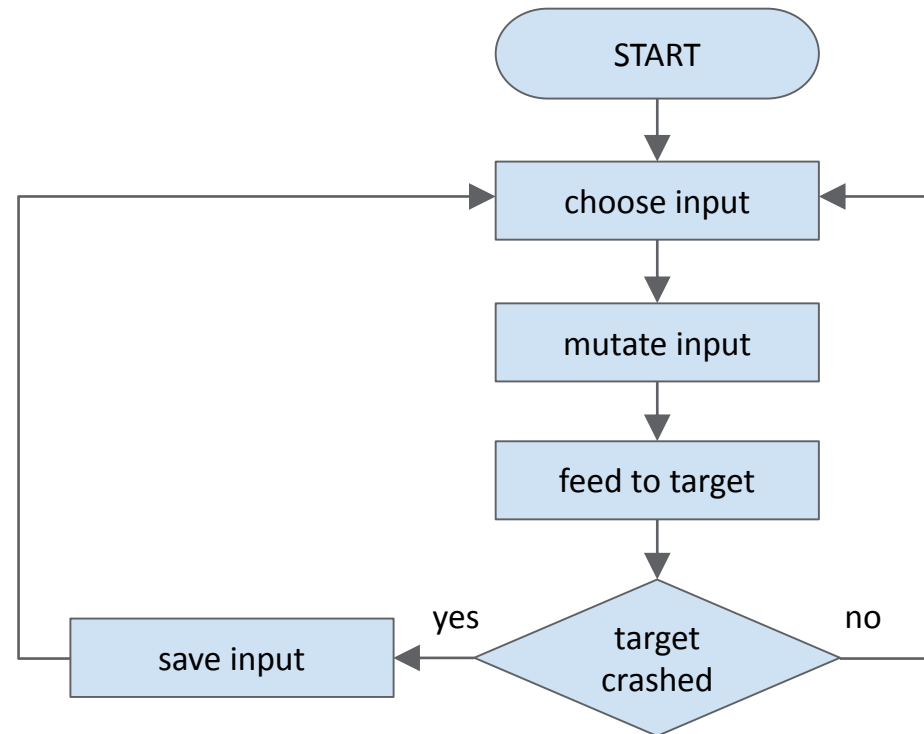 START
choose input
mutate input
feed to target
yes
target
crashed
no
save input